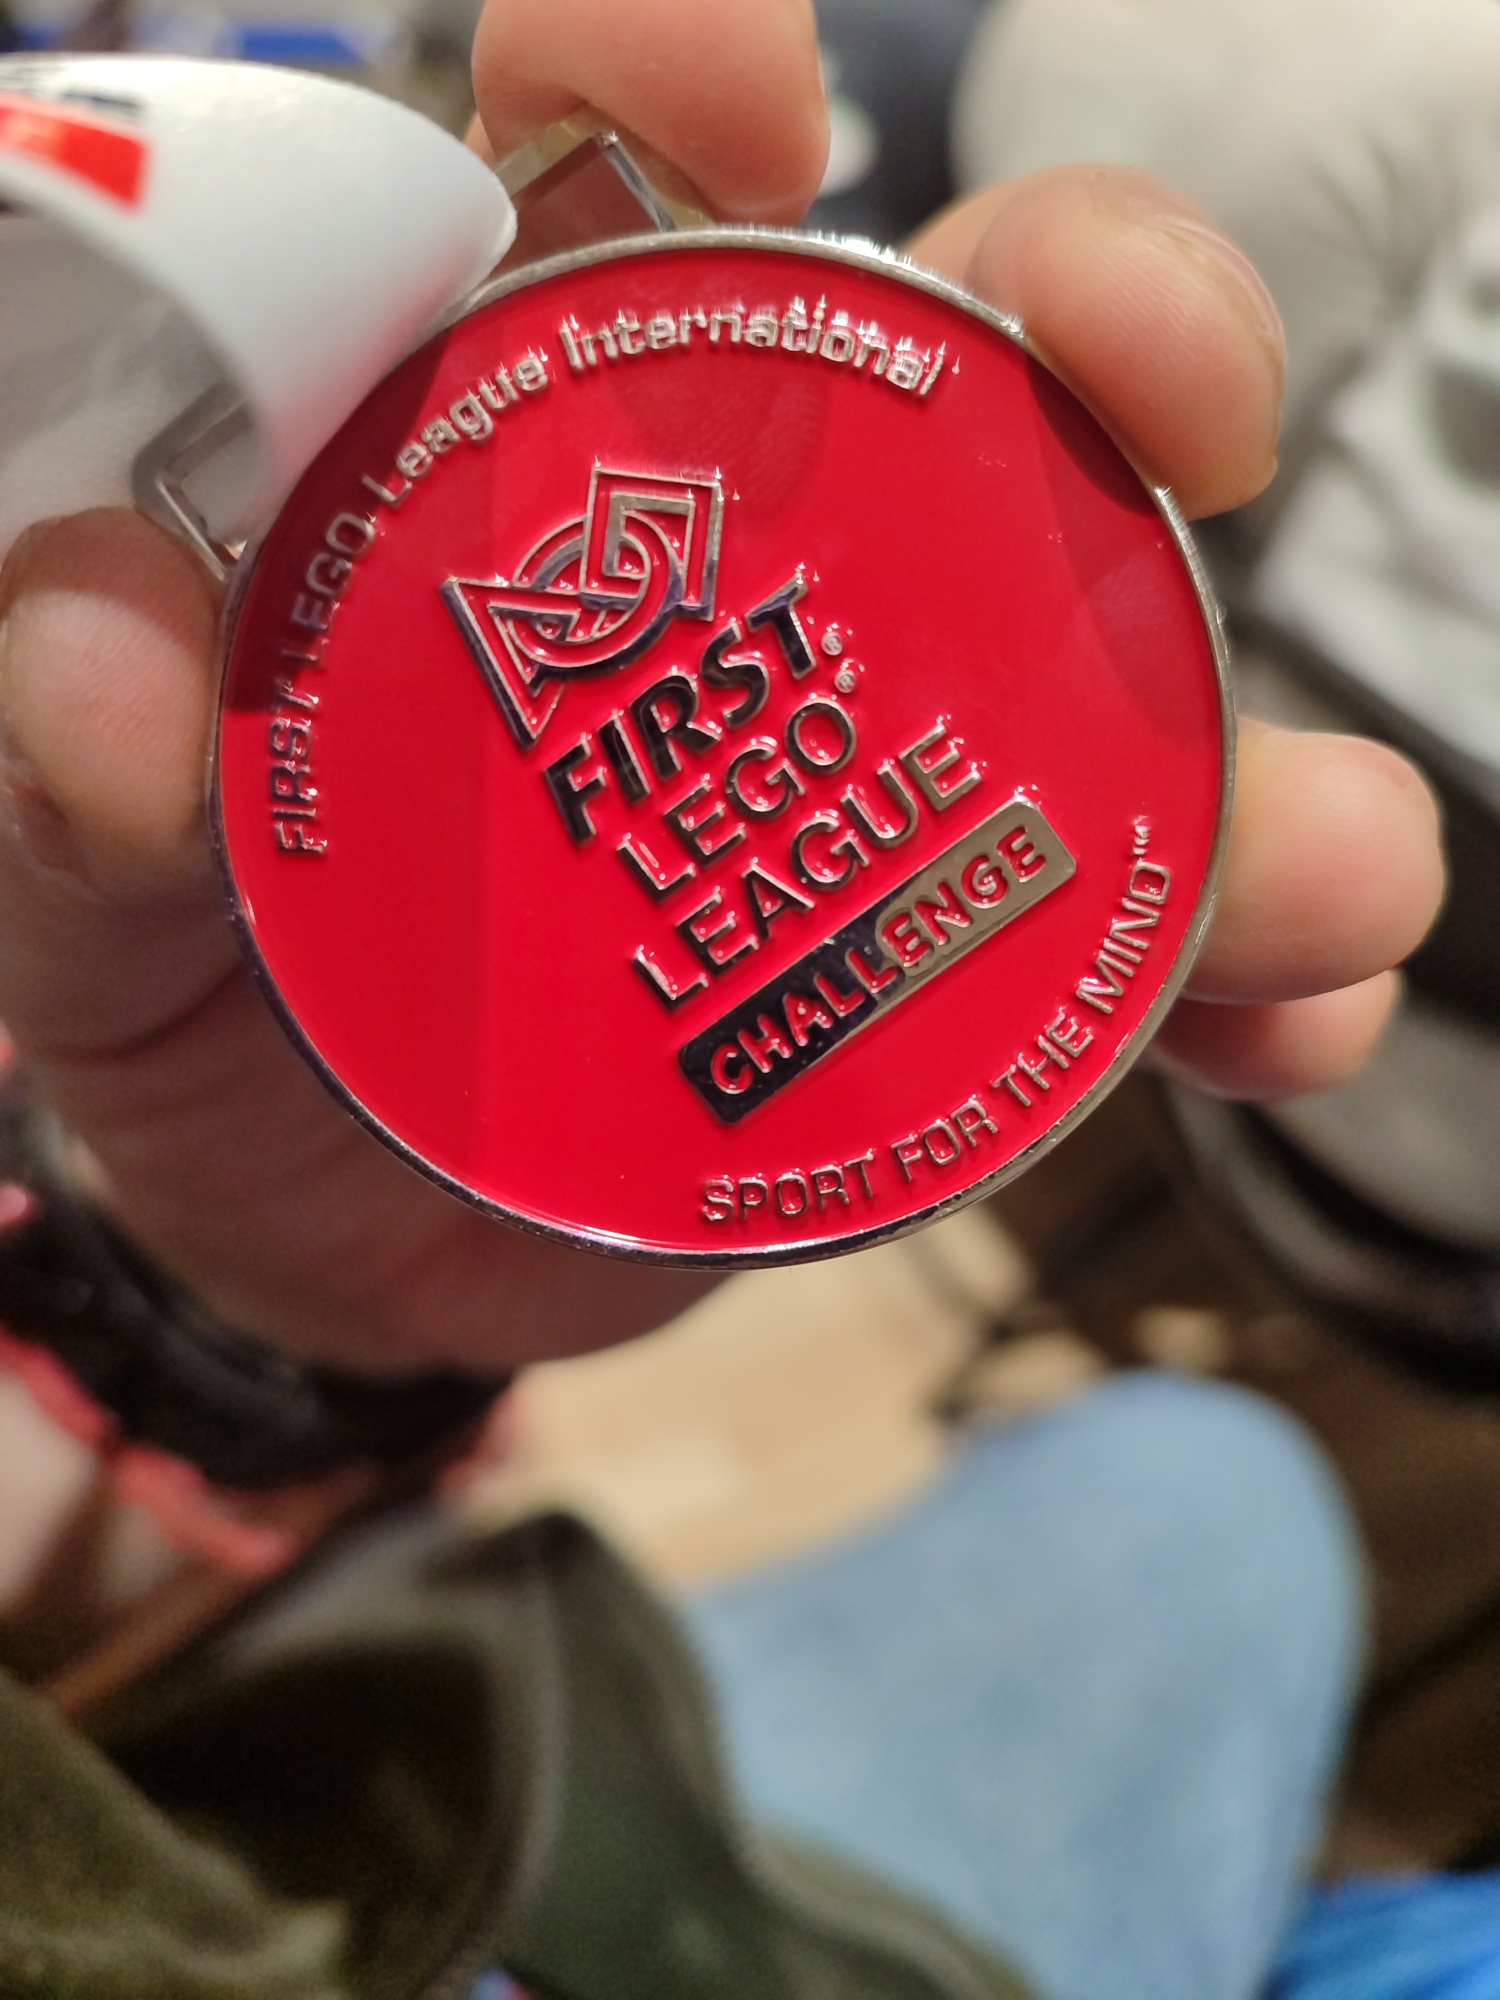 FIRST LEGO League International
FIRST®
LEGO®
LEAGUE
CHALLENGE
SPORT FOR THE MIND™